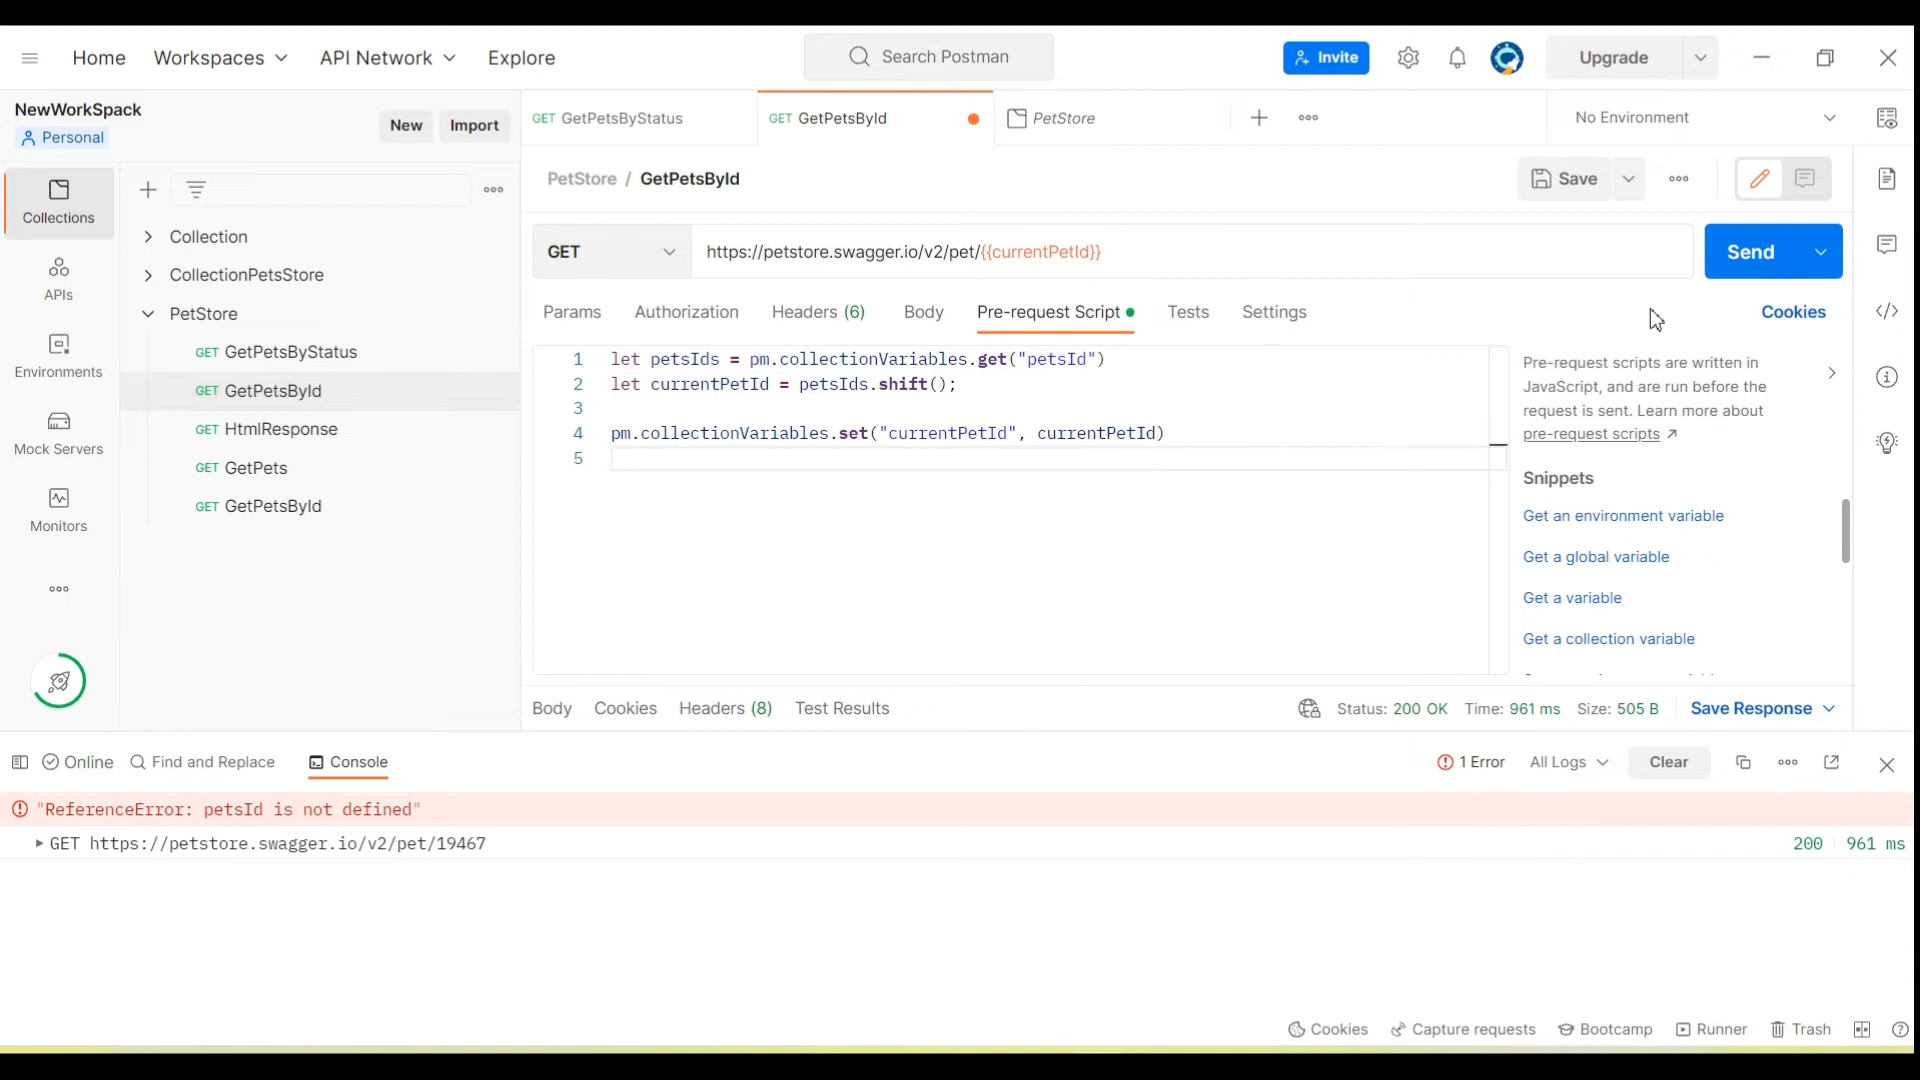 Home Workspaces API Network Explore Search Postman Invite Upgrade
NewWorkSpack
Personal
New Import
GET GetPetsByStatus GET GetPetsById PetStore No Environment
PetStore / GetPetsById Save
Collections
APIs
Environments
Mock Servers
Monitors
Collection
CollectionPetsStore
PetStore
GET GetPetsByStatus
GET GetPetsById
GET HtmlResponse
GET GetPets
GET GetPetsById
GET https://petstore.swagger.io/v2/pet/{{currentPetId}} Send
Params Authorization Headers (6) Body Pre-request Script Tests Settings Cookies
1 let petsIds = pm.collectionVariables.get("petsId")
2 let currentPetId = petsIds.shift();
3
4 pm.collectionVariables.set("currentPetId", currentPetId)
5
Pre-request scripts are written in
JavaScript, and are run before the
request is sent. Learn more about
pre-request scripts
Snippets
Get an environment variable
Get a global variable
Get a variable
Get a collection variable
Body Cookies Headers (8) Test Results Status: 200 OK Time: 961 ms Size: 505 B Save Response
Online Find and Replace Console 1 Error All Logs Clear
"ReferenceError: petsId is not defined"
GET https://petstore.swagger.io/v2/pet/19467 200 961 ms
Cookies Capture requests Bootcamp Runner Trash